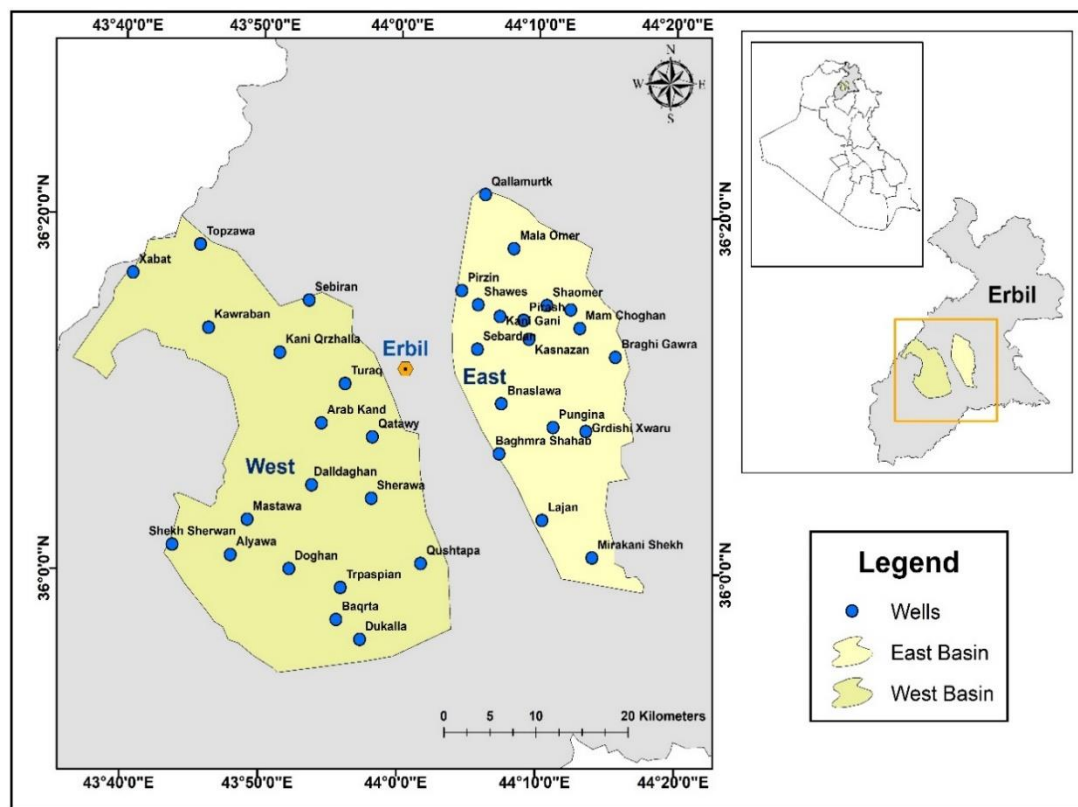 43°40'0"E
43°50'0"E
44°0'0"E
44°10'0"E
44°20'0"E
N
W
E
S
36°20'0"N
36°20'0"N
Qallamurtk
Topzawa
Mala Omer
Xabat
Pirzin
Sebiran
Shawes
Shaomer
Pitash
Kawraban
Kani Gani
Mam Choghan
Kani Qrzhalla
Erbil
Sebardan
Kasnazan
Braghi Gawra
Turaq
East
Bnaslawa
Arab Kand
Pungina
Qatawy
Grdishi Xwaru
Baghmra Shahab
West
Dalldaghan
Sherawa
Mastawa
Lajan
Shekh Sherwan
Alyawa
Doghan
Qushtapa
Mirakani Shekh
36°0'0"N
36°0'0"N
Trpaspian
Baqrta
Dukalla
0 5 10 20 Kilometers
43°40'0"E
43°50'0"E
44°0'0"E
44°10'0"E
44°20'0"E
Erbil
Legend
Wells
East Basin
West Basin